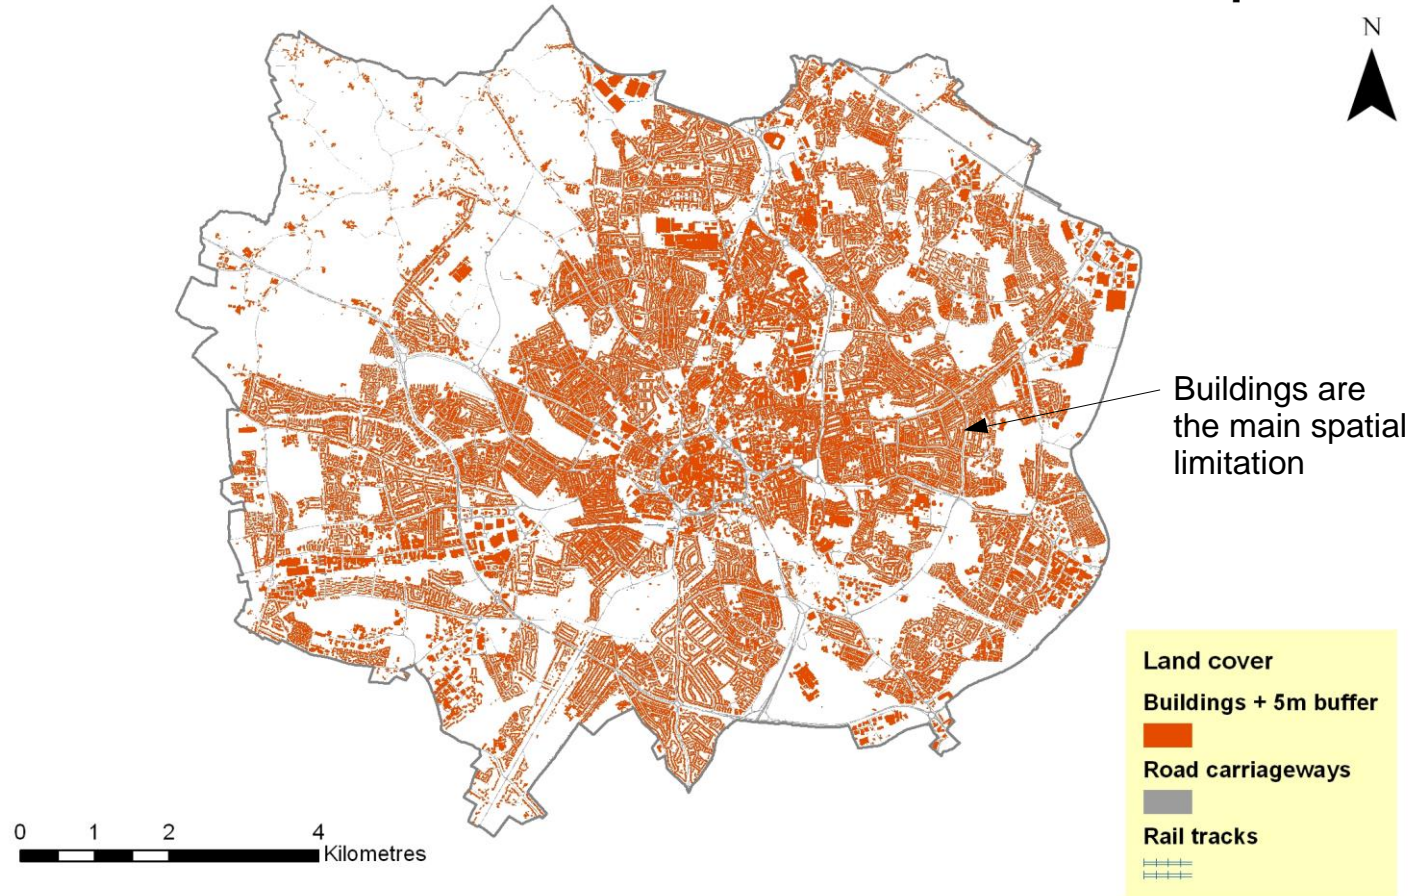 N
Buildings are
the main spatial
limitation
Land cover
Buildings + 5m buffer
Road carriageways
Rail tracks
0 1 2 4
Kilometres